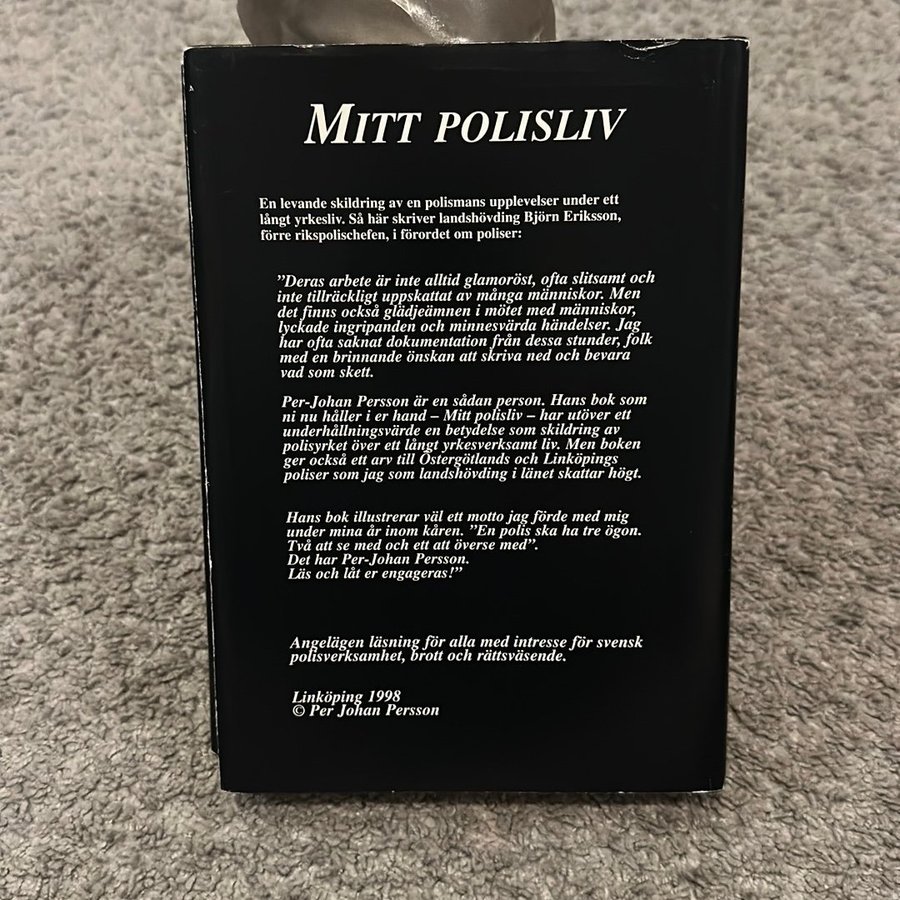 MITT POLISLIV
En levande skildring av en polismans upplevelser under ett
långt yrkesliv. Så här skriver landshövding Björn Eriksson,
förre rikspolischefen, i förordet om poliser:
”Deras arbete är inte alltid glamoröst, ofta slitsamt och
inte tillräckligt uppskattat av många människor. Men
det finns också glädjeämnen i mötet med människor,
lyckade ingripanden och minnesvärda händelser. Jag
har ofta saknat dokumentation från dessa stunder, folk
med en brinnande önskan att skriva ned och bevara
vad som skett.
Per-Johan Persson är en sådan person. Hans bok som
ni nu håller i er hand – Mitt polisliv – har utöver ett
underhållningsvärde en betydelse som skildring av
polisyrket över ett långt yrkesverksamt liv. Men boken
ger också ett arv till Östergötlands och Linköpings
poliser som jag som landshövding i länet skattar högt.
Hans bok illustrerar väl ett motto jag förde med mig
under mina år inom kåren. ”En polis ska ha tre ögon.
Två att se med och ett att överse med”.
Det har Per-Johan Persson.
Läs och låt er engageras!”
Angelägen läsning för alla med intresse för svensk
polisverksamhet, brott och rättsväsende.
Linköping 1998
© Per Johan Persson